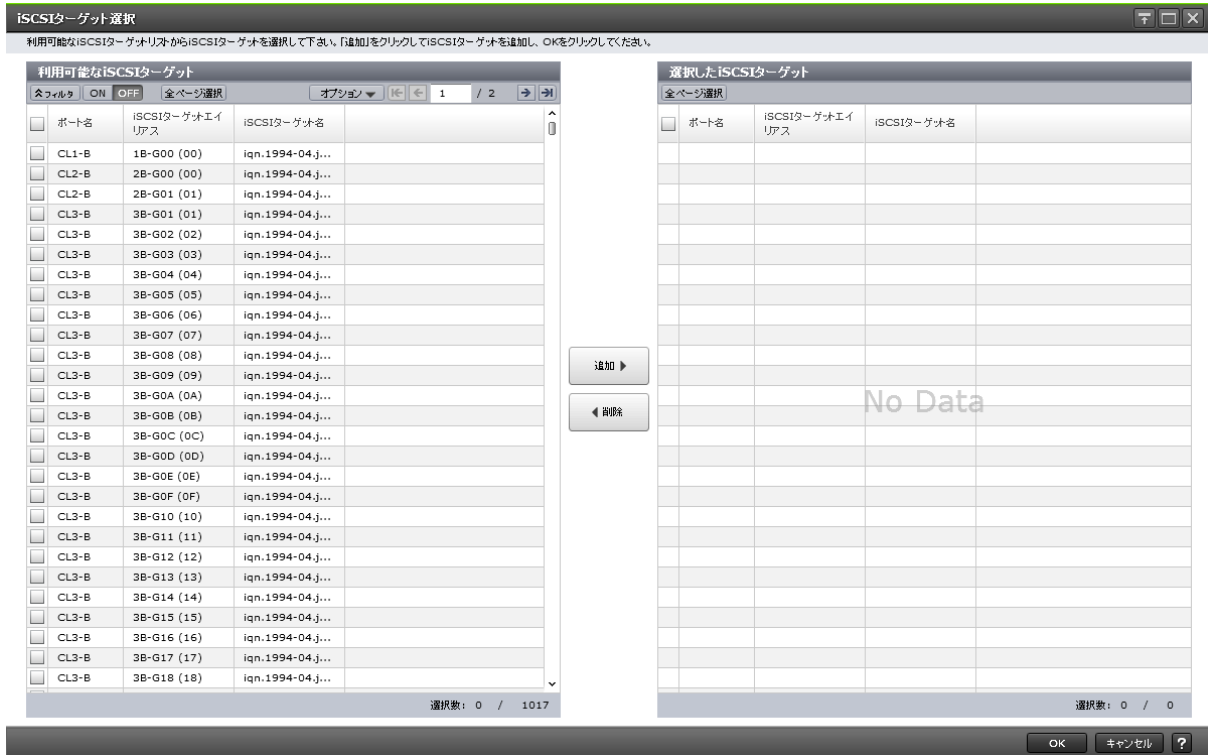 iSCSIターゲット選択
利用可能なiSCSIターゲットリストからiSCSIターゲットを選択して下さい。「追加」をクリックしてiSCSIターゲットを追加し、OKをクリックしてください。
利用可能なiSCSIターゲット
フィルタ ON OFF 全ページ選択 オプション 1 / 2
ポート名 iSCSIターゲットエイリアス iSCSIターゲット名
CL1-B 1B-G00 (00) iqn.1994-04.j...
CL2-B 2B-G00 (00) iqn.1994-04.j...
CL2-B 2B-G01 (01) iqn.1994-04.j...
CL3-B 3B-G01 (01) iqn.1994-04.j...
CL3-B 3B-G02 (02) iqn.1994-04.j...
CL3-B 3B-G03 (03) iqn.1994-04.j...
CL3-B 3B-G04 (04) iqn.1994-04.j...
CL3-B 3B-G05 (05) iqn.1994-04.j...
CL3-B 3B-G06 (06) iqn.1994-04.j...
CL3-B 3B-G07 (07) iqn.1994-04.j...
CL3-B 3B-G08 (08) iqn.1994-04.j...
CL3-B 3B-G09 (09) iqn.1994-04.j...
CL3-B 3B-G0A (0A) iqn.1994-04.j...
CL3-B 3B-G0B (0B) iqn.1994-04.j...
CL3-B 3B-G0C (0C) iqn.1994-04.j...
CL3-B 3B-G0D (0D) iqn.1994-04.j...
CL3-B 3B-G0E (0E) iqn.1994-04.j...
CL3-B 3B-G0F (0F) iqn.1994-04.j...
CL3-B 3B-G10 (10) iqn.1994-04.j...
CL3-B 3B-G11 (11) iqn.1994-04.j...
CL3-B 3B-G12 (12) iqn.1994-04.j...
CL3-B 3B-G13 (13) iqn.1994-04.j...
CL3-B 3B-G14 (14) iqn.1994-04.j...
CL3-B 3B-G15 (15) iqn.1994-04.j...
CL3-B 3B-G16 (16) iqn.1994-04.j...
CL3-B 3B-G17 (17) iqn.1994-04.j...
CL3-B 3B-G18 (18) iqn.1994-04.j...
選択数: 0 / 1017
追加
削除
選択したiSCSIターゲット
全ページ選択
ポート名 iSCSIターゲットエイリアス iSCSIターゲット名
No Data
選択数: 0 / 0
OK キャンセル ?